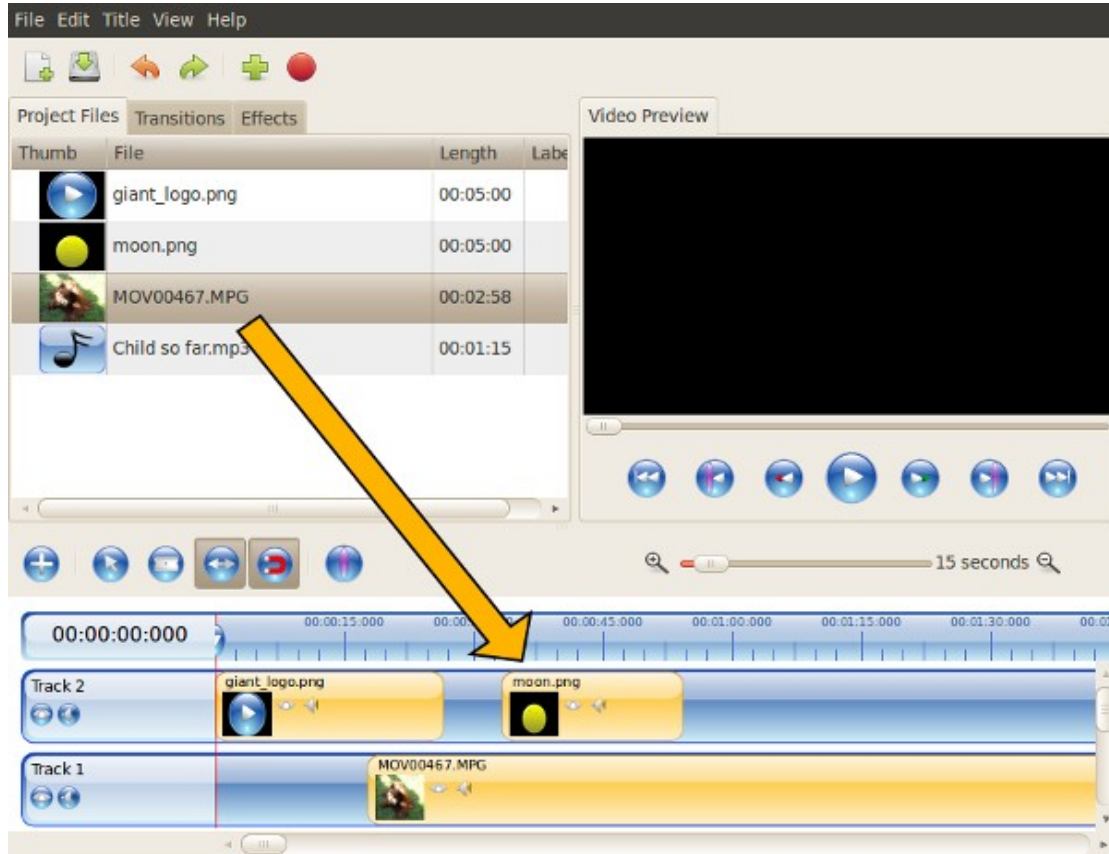 File Edit Title View Help
Project Files Transitions Effects
Video Preview
Thumb File Length Labe
giant_logo.png 00:05:00
moon.png 00:05:00
MOV00467.MPG 00:02:58
Child so far.mp3 00:01:15
15 seconds
00:00:00:000
00:00:15:000 00:00:45:000 00:01:00:000 00:01:15:000 00:01:30:000
Track 2
giant_logo.png
moon.png
Track 1
MOV00467.MPG